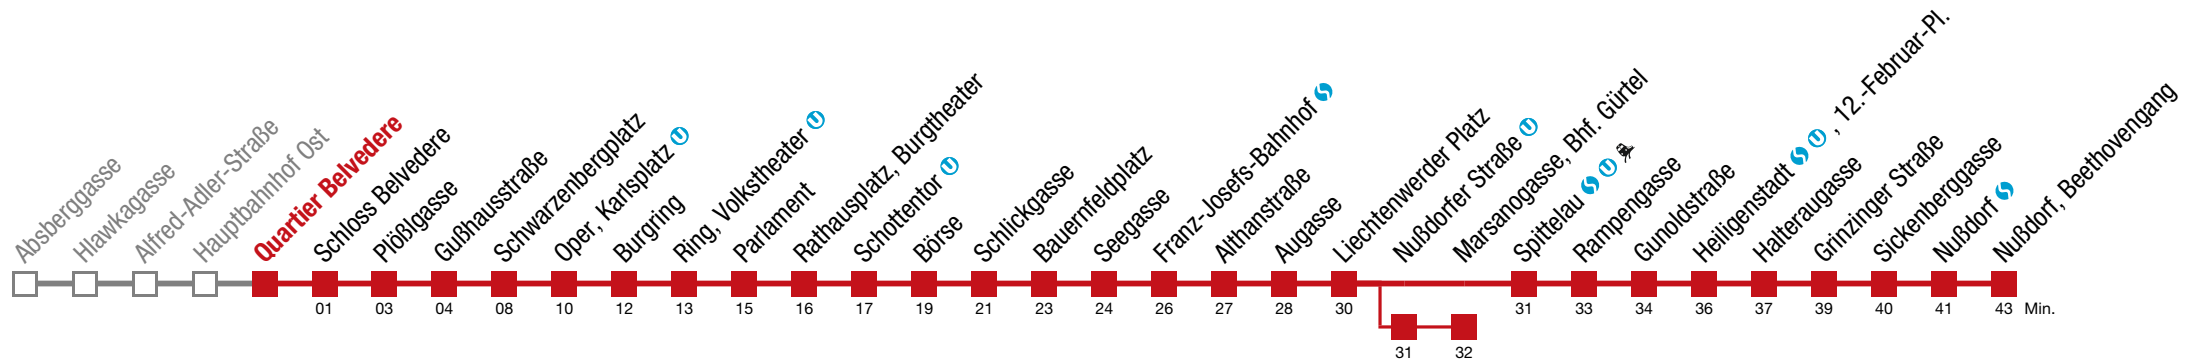 Absberggasse
Hlawkagasse
Alfred-Adler-Straße
Hauptbahnhof Ost
Quartier Belvedere
Schloss Belvedere
Plößlgasse
Gußhausstraße
Schwarzenbergplatz
Oper, Karlsplatz U
Burgring
Ring, Volkstheater U
Parlament
Rathausplatz, Burgtheater
Schottentor U
Börse
Schlickgasse
Bauernfeldplatz
Seegasse
Franz-Josefs-Bahnhof S
Althanstraße
Augasse
Liechtenwerder Platz
Nußdorfer Straße U
Marsanogasse, Bhf. Gürtel
Spittelau S U
Rampengasse
Gunoldstraße
Heiligenstadt S U , 12.-Februar-Pl.
Halteraugasse
Grinzinger Straße
Sickenberggasse
Nußdorf S
Nußdorf, Beethovengang
01 03 04 08 10 12 13 15 16 17 19 21 23 24 26 27 28 30 31 33 34 36 37 39 40 41 43 Min.
31 32